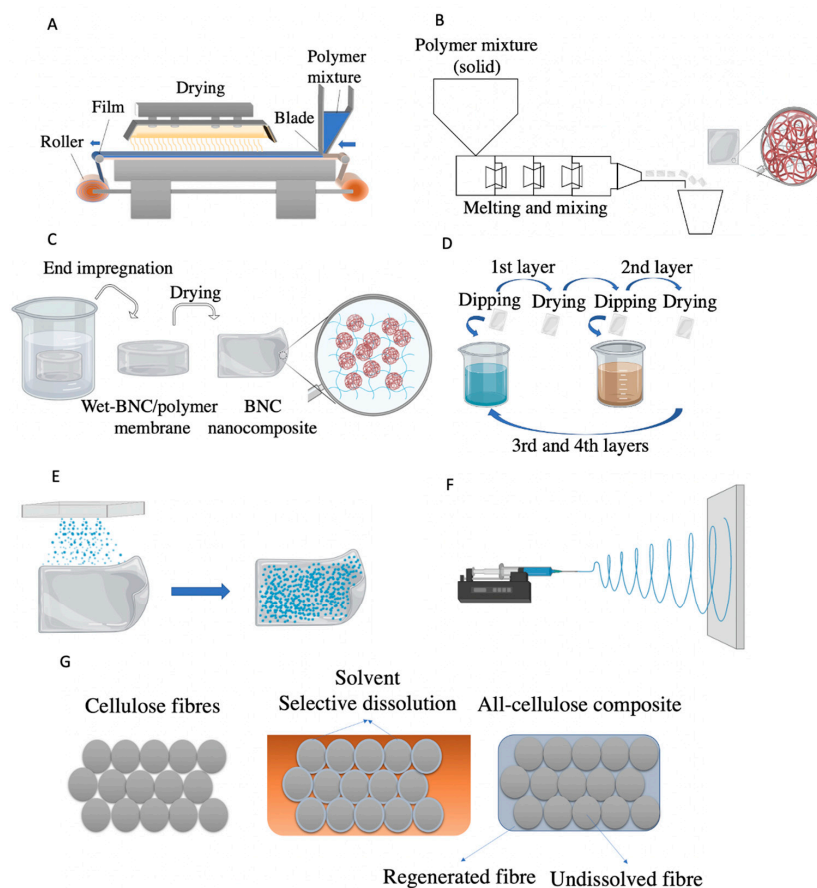 A
Polymer
mixture
Drying
Film
Blade
Roller
B
Polymer mixture
(solid)
Melting and mixing
C
End impregnation
Drying
Wet-BNC/polymer
membrane
BNC
nanocomposite
D
1st layer
2nd layer
Dipping
Drying
Dipping
Drying
3rd and 4th layers
E
F
G
Cellulose fibres
Solvent
Selective dissolution
All-cellulose composite
Regenerated fibre
Undissolved fibre